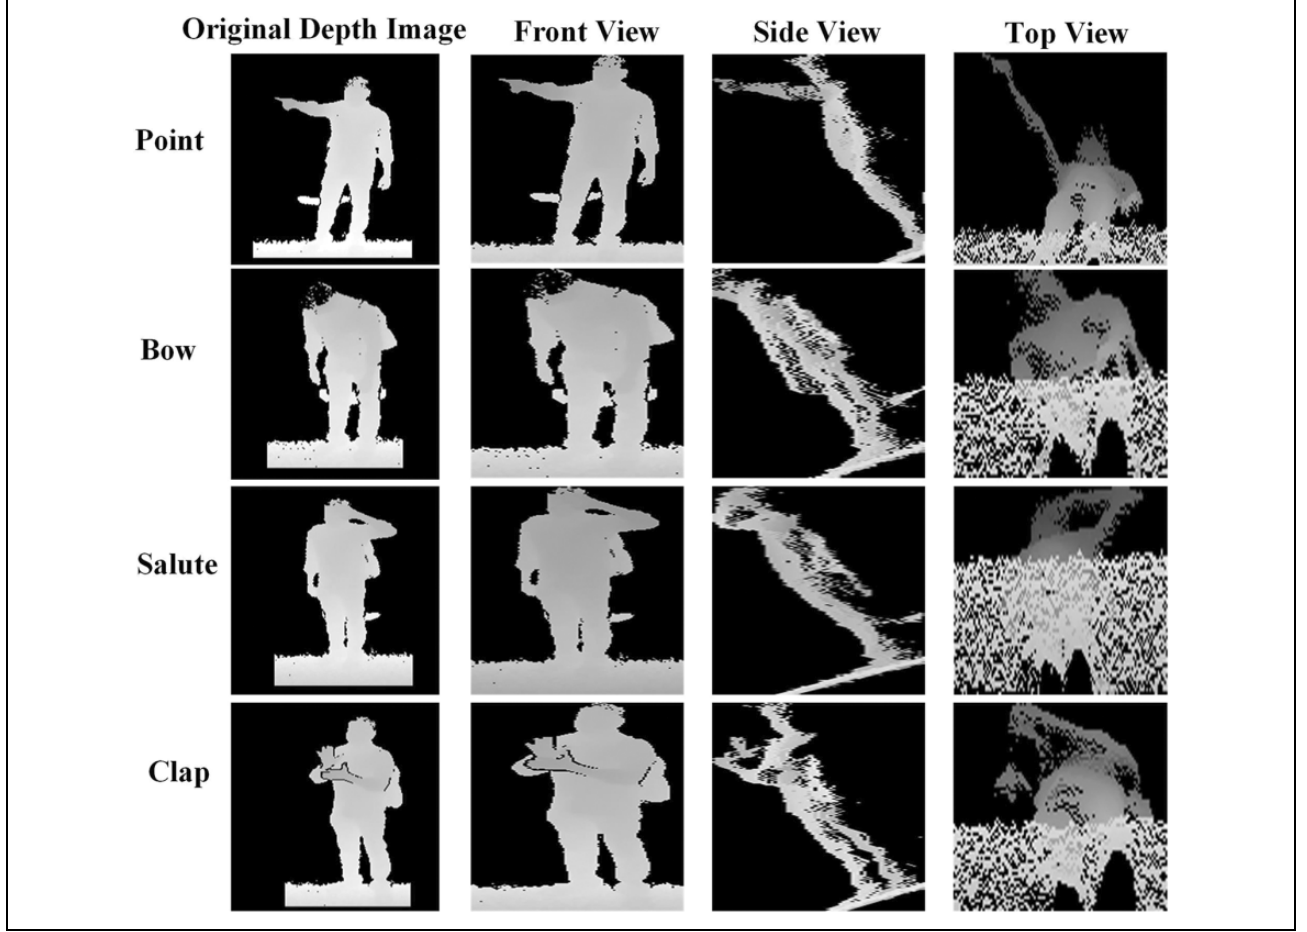 Original Depth Image Front View Side View Top View
Point
Bow
Salute
Clap